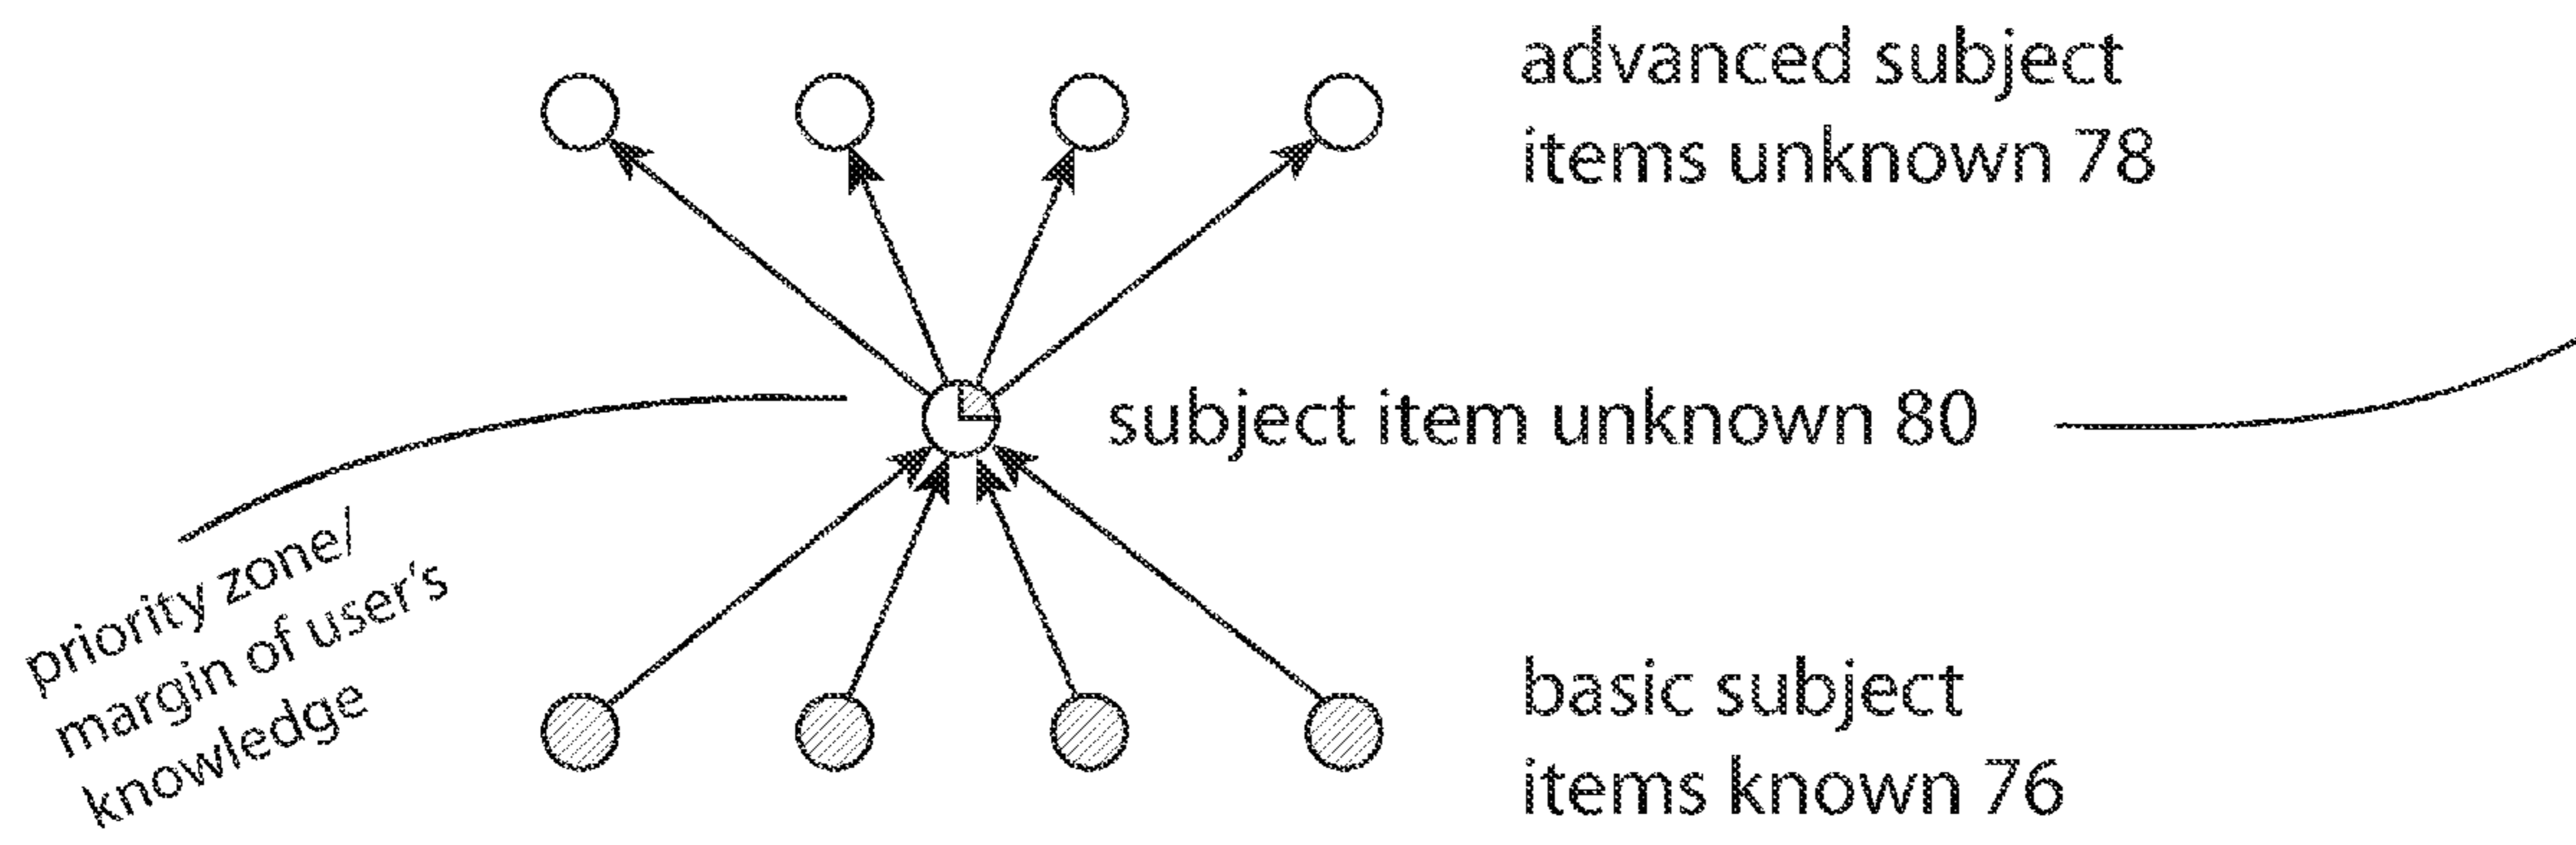 advanced subject
items unknown 78
subject item unknown 80
priority zone/
margin of user's
knowledge
basic subject
items known 76